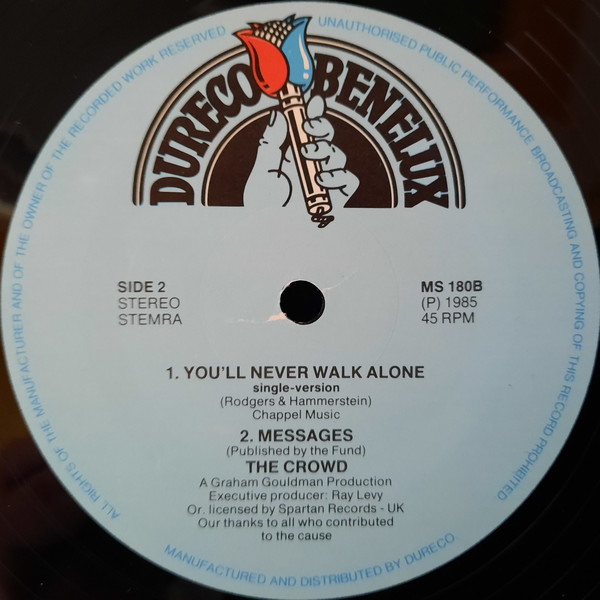 DURECO BENELUX
SIDE 2
STEREO
STEMRA
MS 180B
(P) 1985
45 RPM
1. YOU'LL NEVER WALK ALONE
single-version
(Rodgers & Hammerstein)
Chappel Music
2. MESSAGES
(Published by the Fund)
THE CROWD
A Graham Gouldman Production
Executive producer: Ray Levy
Or. licensed by Spartan Records - UK
Our thanks to all who contributed
to the cause
ALL RIGHTS OF THE MANUFACTURER AND OF THE OWNER OF THE RECORDED WORK RESERVED
UNAUTHORISED PUBLIC PERFORMANCE BROADCASTING AND COPYING OF THIS RECORD PROHIBITED
MANUFACTURED AND DISTRIBUTED BY DURECO